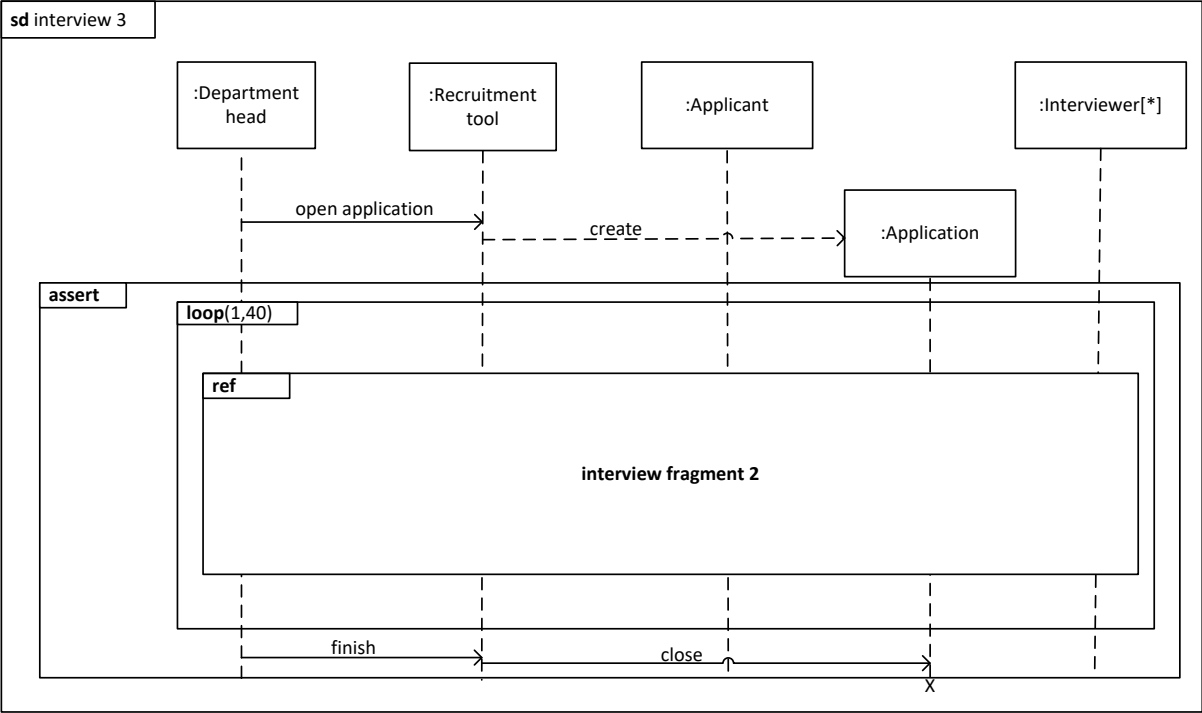 sd interview 3
:Department
head
:Recruitment
tool
:Applicant
:Interviewer[*]
open application
create
:Application
assert
loop(1,40)
ref
interview fragment 2
finish
close
X